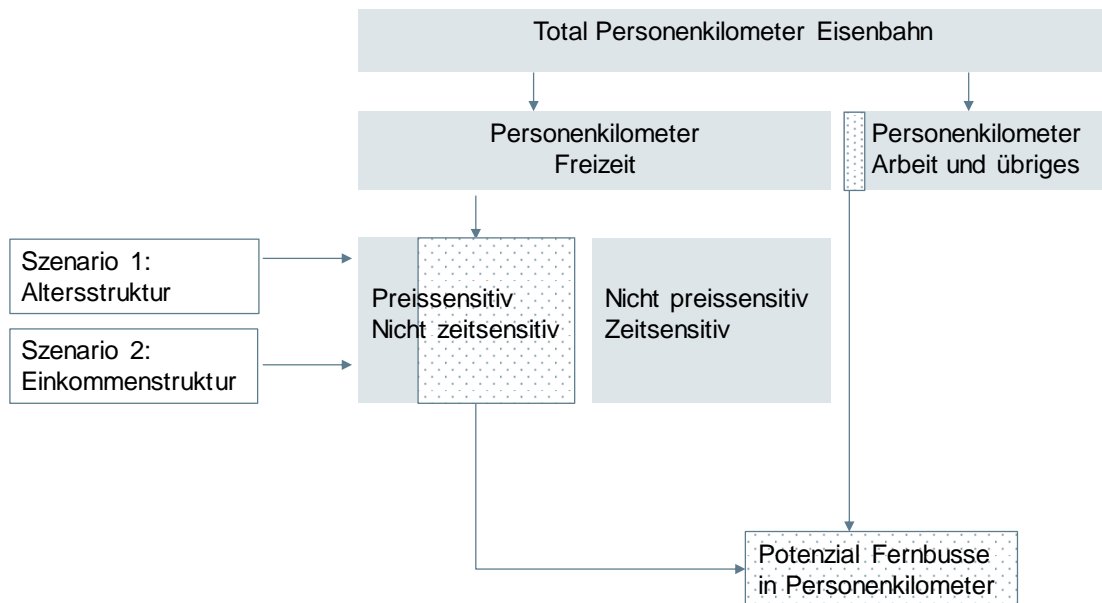 Total Personenkilometer Eisenbahn
Personenkilometer
Freizeit
Personenkilometer
Arbeit und übriges
Szenario 1:
Altersstruktur
Szenario 2:
Einkommenstruktur
Preissensitiv
Nicht zeitsensitiv
Nicht preissensitiv
Zeitsensitiv
Potenzial Fernbusse
in Personenkilometer